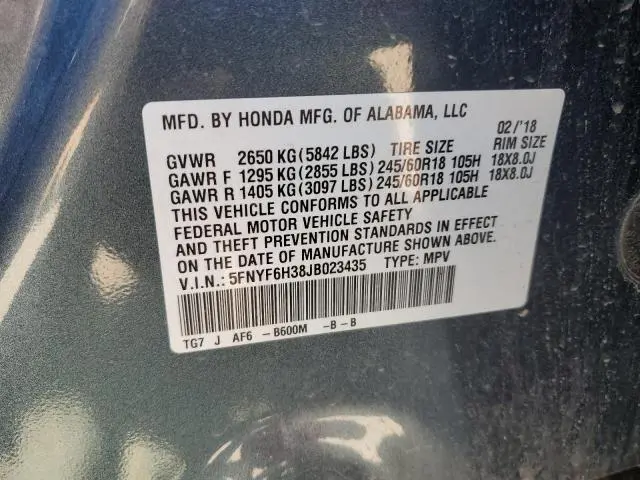 MFD. BY HONDA MFG. OF ALABAMA, LLC
02/'18
GVWR 2650 KG(5842 LBS) TIRE SIZE RIM SIZE
GAWR F 1295 KG(2855 LBS)245/60R18 105H 18X8.0J
GAWR R 1405 KG(3097 LBS)245/60R18 105H 18X8.0J
THIS VEHICLE CONFORMS TO ALL APPLICABLE
FEDERAL MOTOR VEHICLE SAFETY
AND THEFT PREVENTION STANDARDS IN EFFECT
ON THE DATE OF MANUFACTURE SHOWN ABOVE.
V.I.N.: 5FNYF6H38JB023435 TYPE: MPV
TG7 J AF6 -B600M -B-B